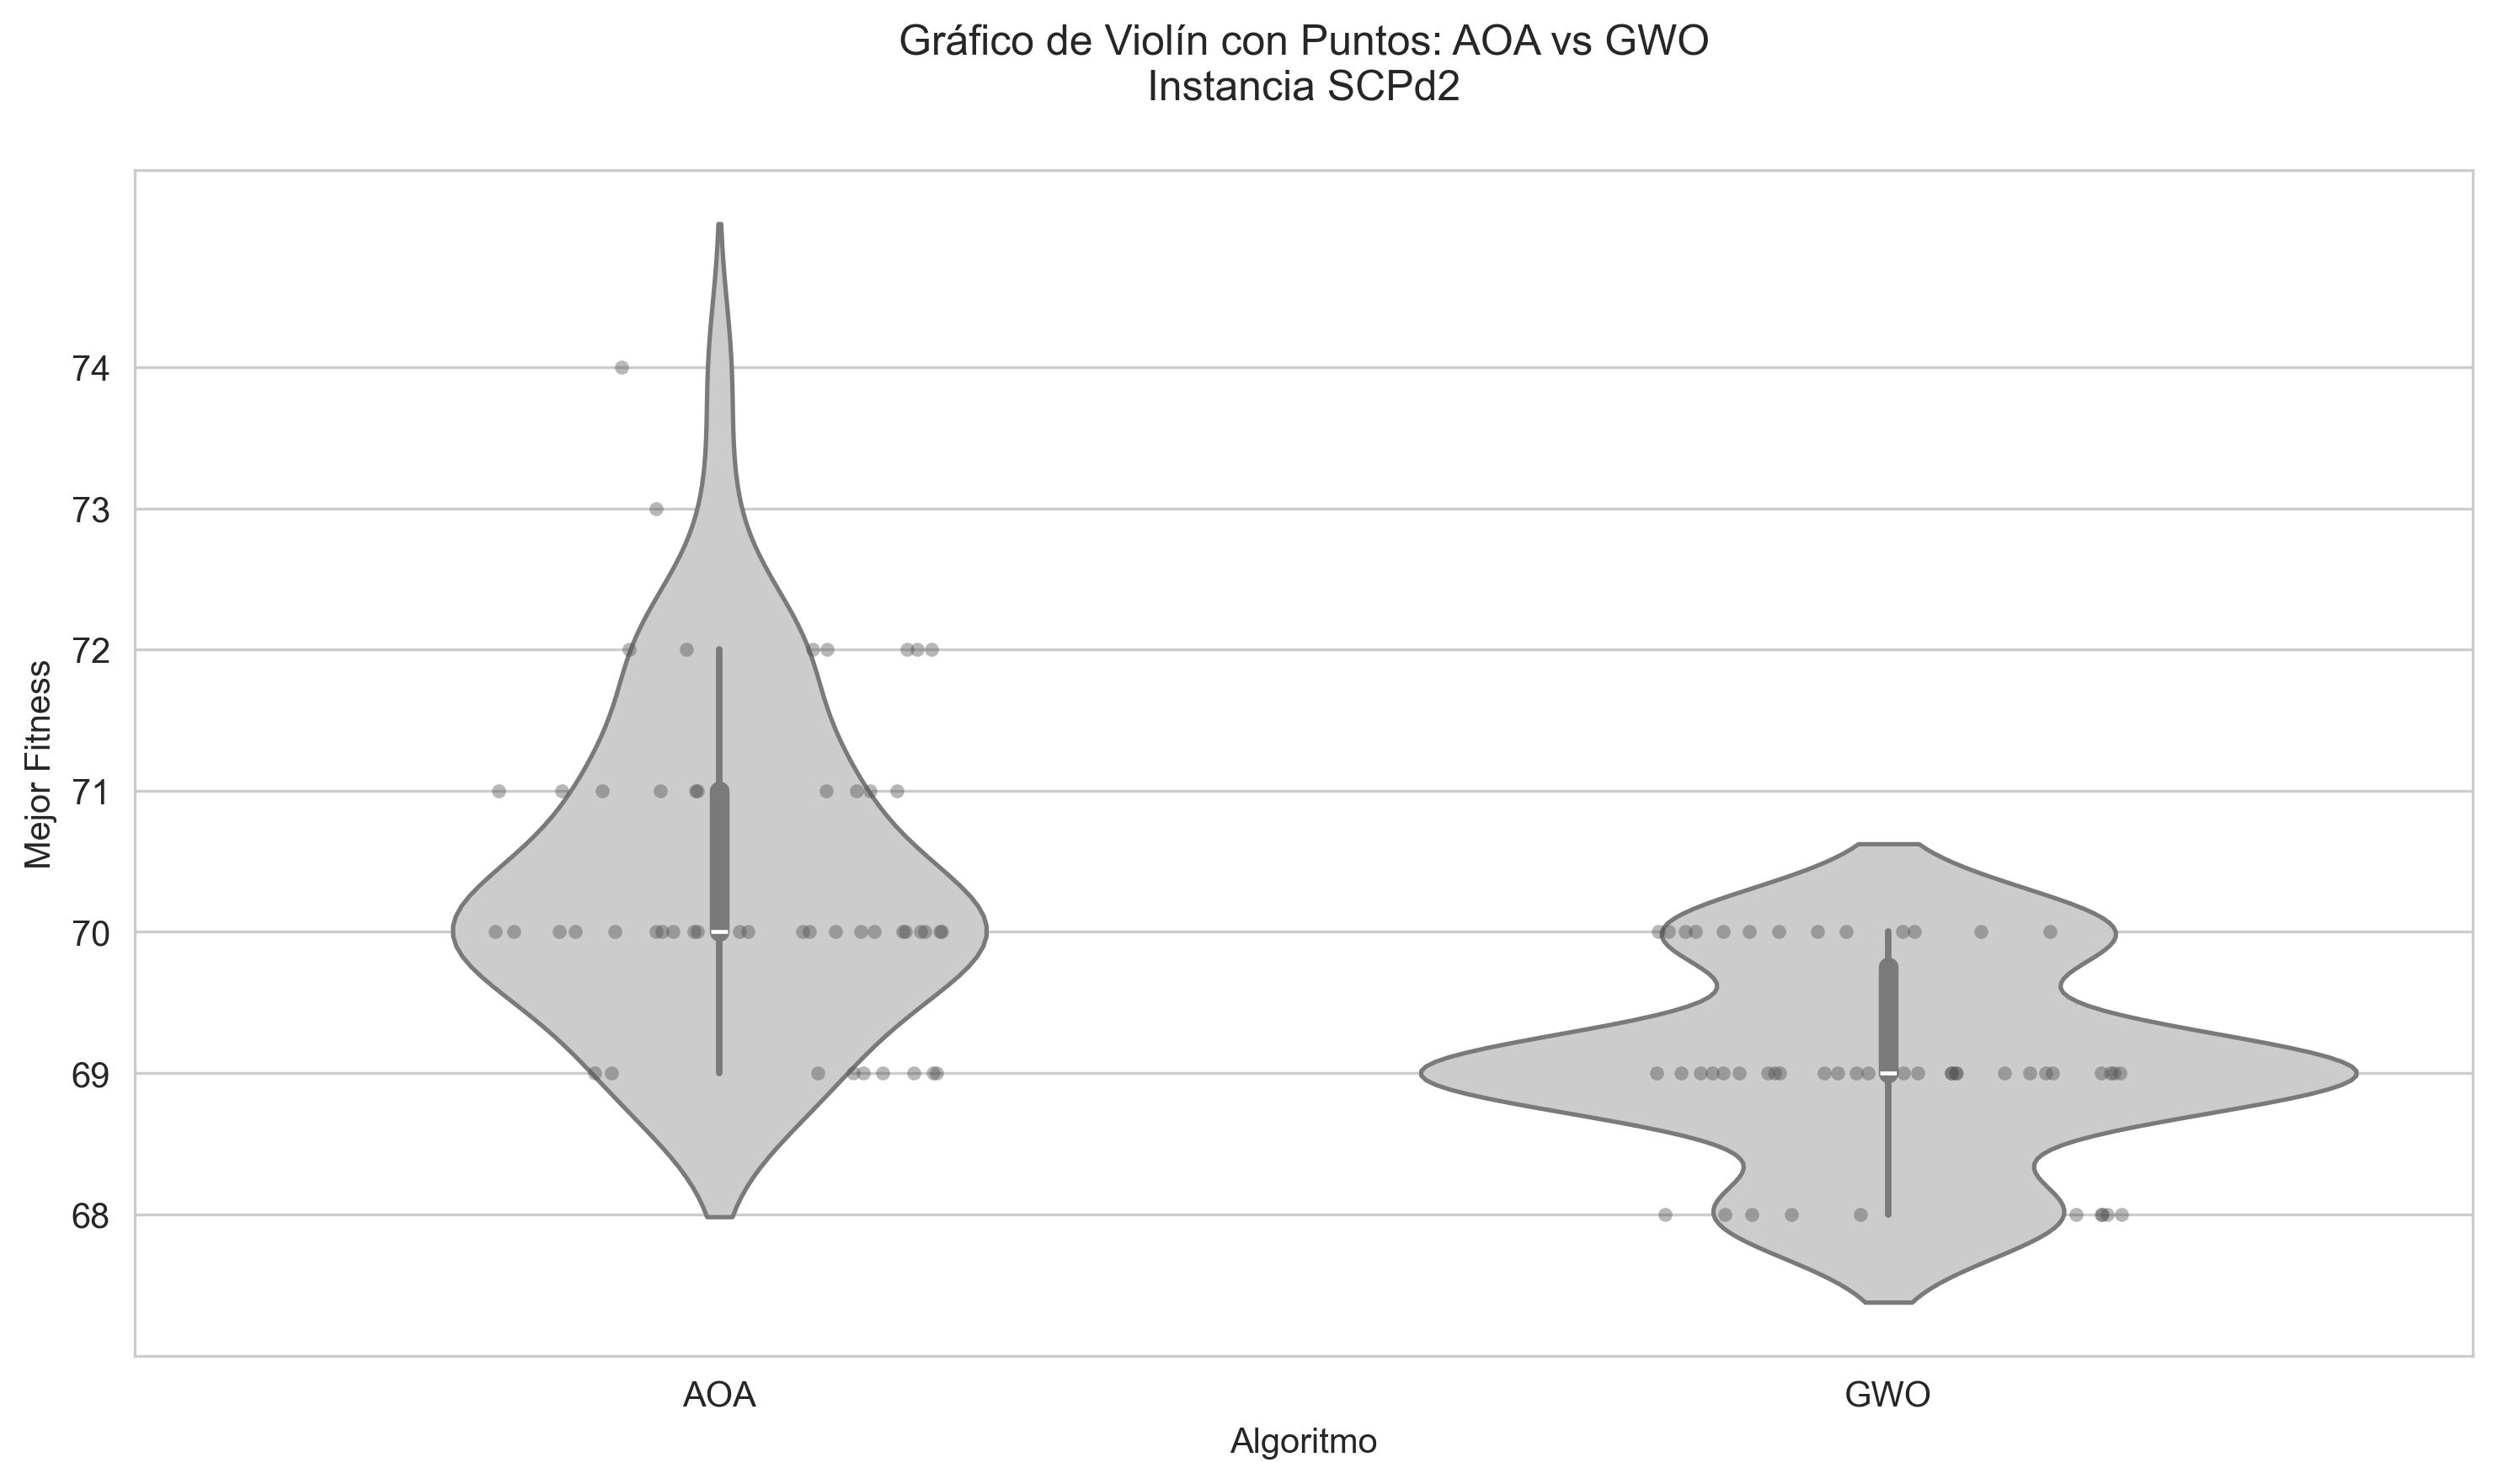 Gráfico de Violín con Puntos: AOA vs GWO
Instancia SCPd2
Mejor Fitness
74
73
72
71
70
69
68
AOA
GWO
Algoritmo